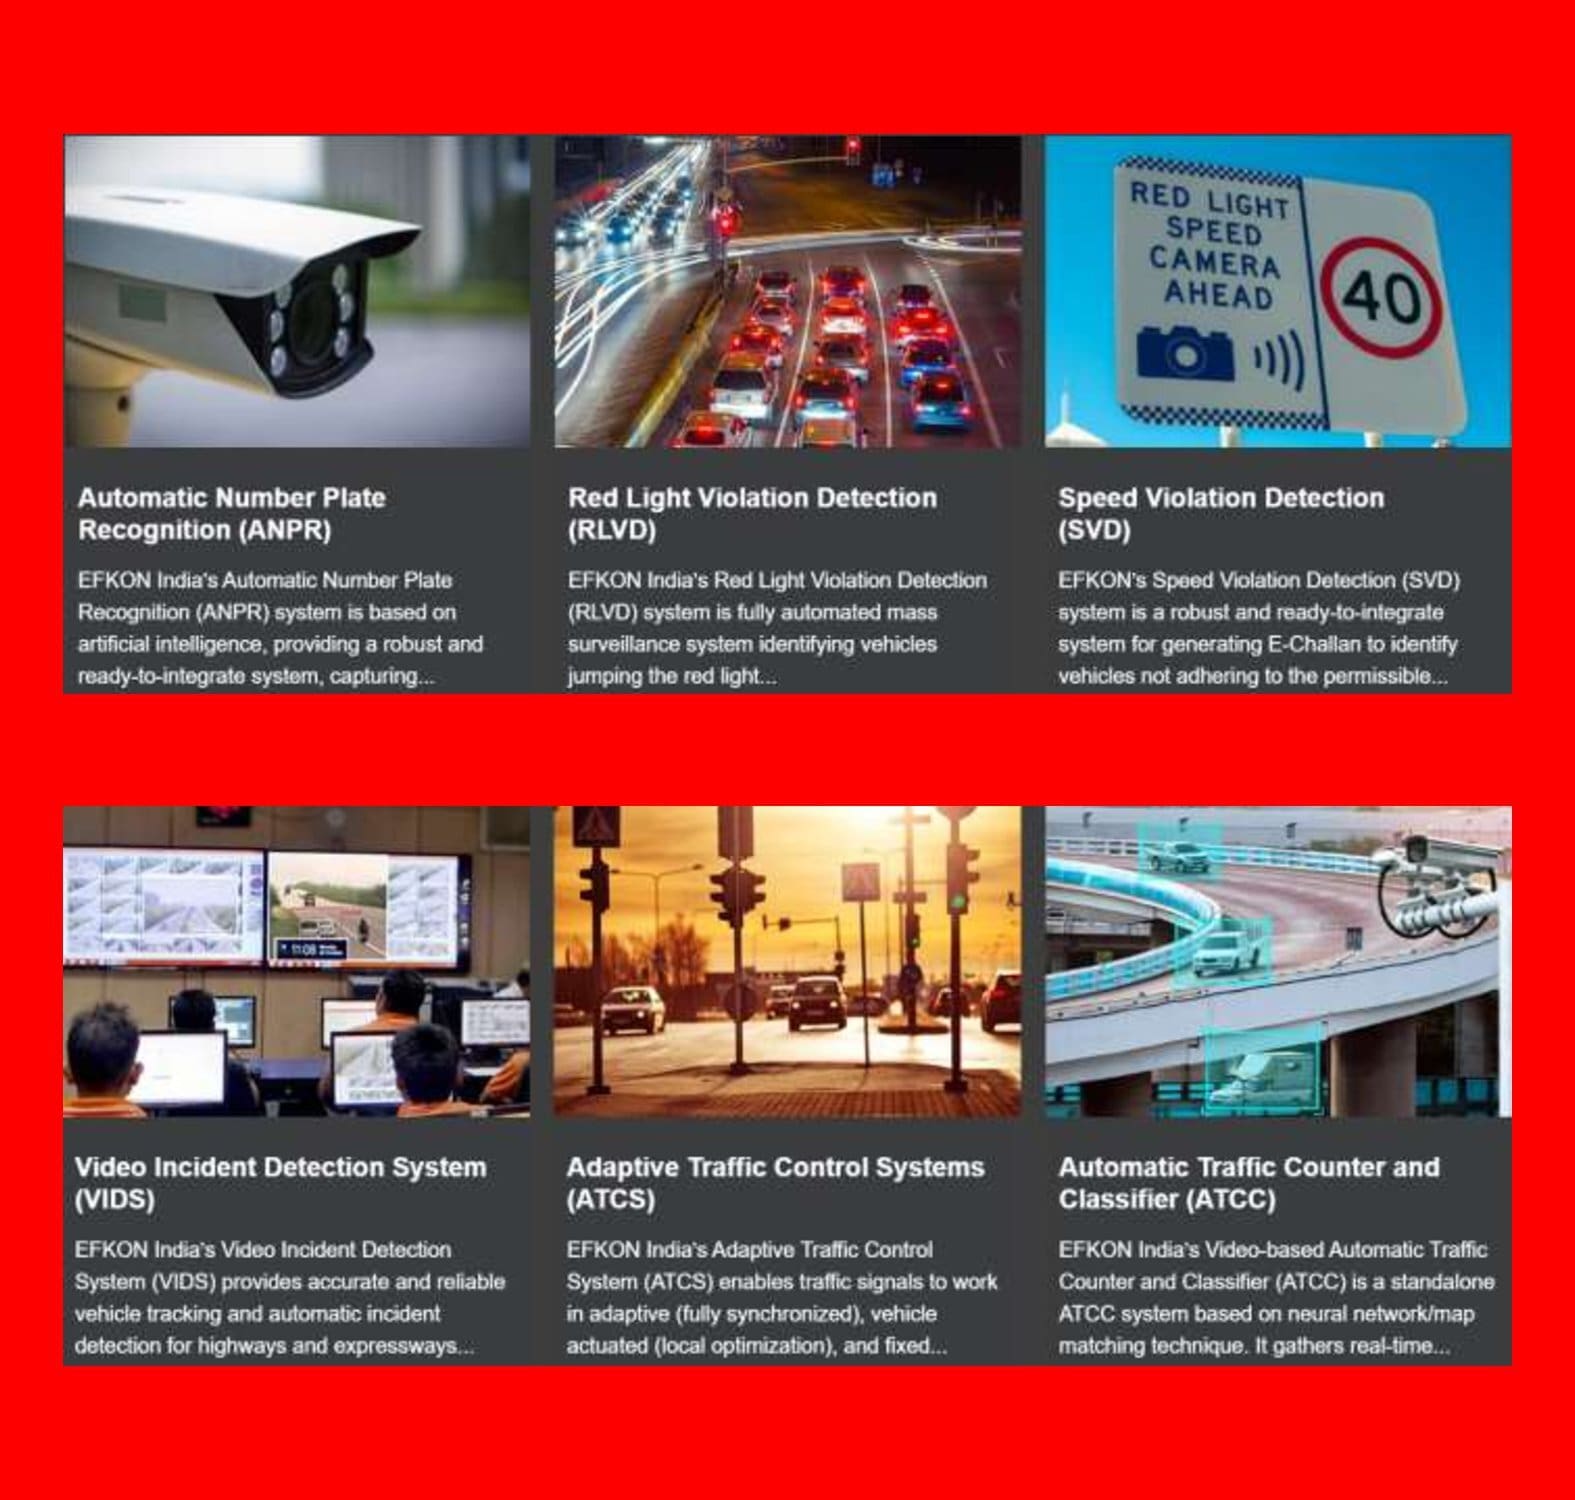 RED LIGHT
SPEED
CAMERA
AHEAD
40
Automatic Number Plate
Recognition (ANPR)
EFKON India's Automatic Number Plate
Recognition (ANPR) system is based on
artificial intelligence, providing a robust and
ready-to-integrate system, capturing...
Red Light Violation Detection
(RLVD)
EFKON India's Red Light Violation Detection
(RLVD) system is fully automated mass
surveillance system identifying vehicles
jumping the red light...
Speed Violation Detection
(SVD)
EFKON's Speed Violation Detection (SVD)
system is a robust and ready-to-integrate
system for generating E-Challan to identify
vehicles not adhering to the permissible...
11:08
Video Incident Detection System
(VIDS)
EFKON India's Video Incident Detection
System (VIDS) provides accurate and reliable
vehicle tracking and automatic incident
detection for highways and expressways...
Adaptive Traffic Control Systems
(ATCS)
EFKON India's Adaptive Traffic Control
System (ATCS) enables traffic signals to work
in adaptive (fully synchronized), vehicle
actuated (local optimization), and fixed...
Automatic Traffic Counter and
Classifier (ATCC)
EFKON India's Video-based Automatic Traffic
Counter and Classifier (ATCC) is a standalone
ATCC system based on neural network/map
matching technique. It gathers real-time...